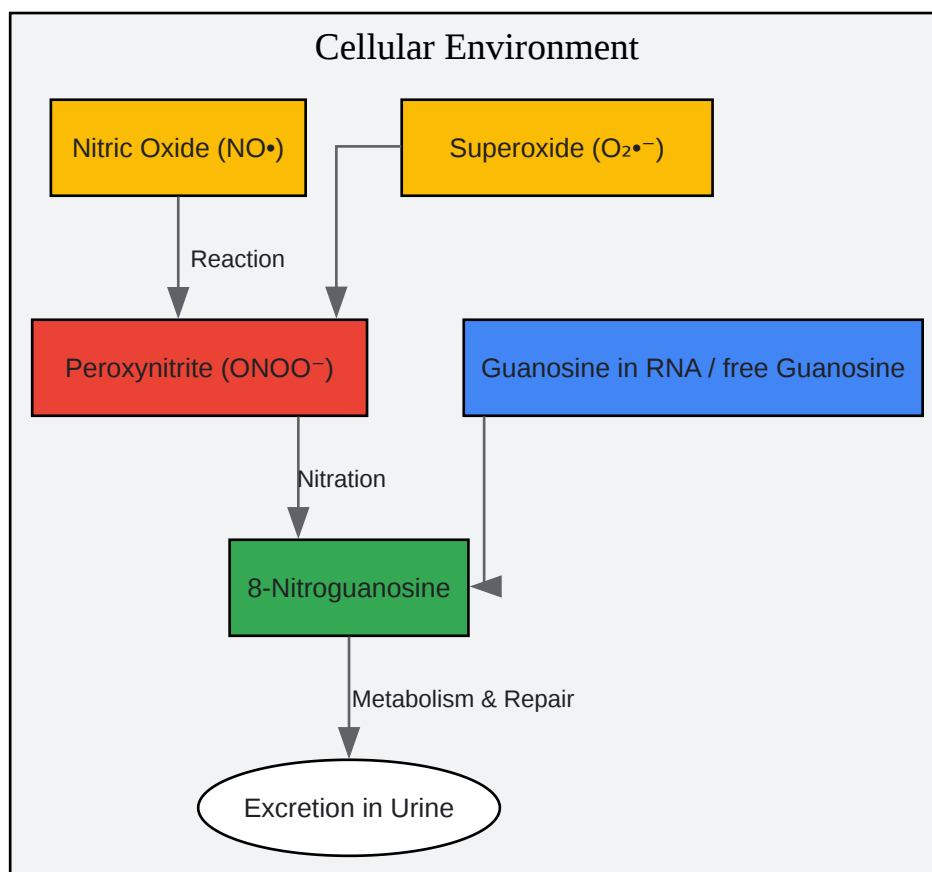 Cellular Environment
Nitric Oxide (NO•)
Superoxide (O₂•⁻)
Reaction
Peroxynitrite (ONOO⁻)
Guanosine in RNA / free Guanosine
Nitration
8-Nitroguanosine
Metabolism & Repair
Excretion in Urine